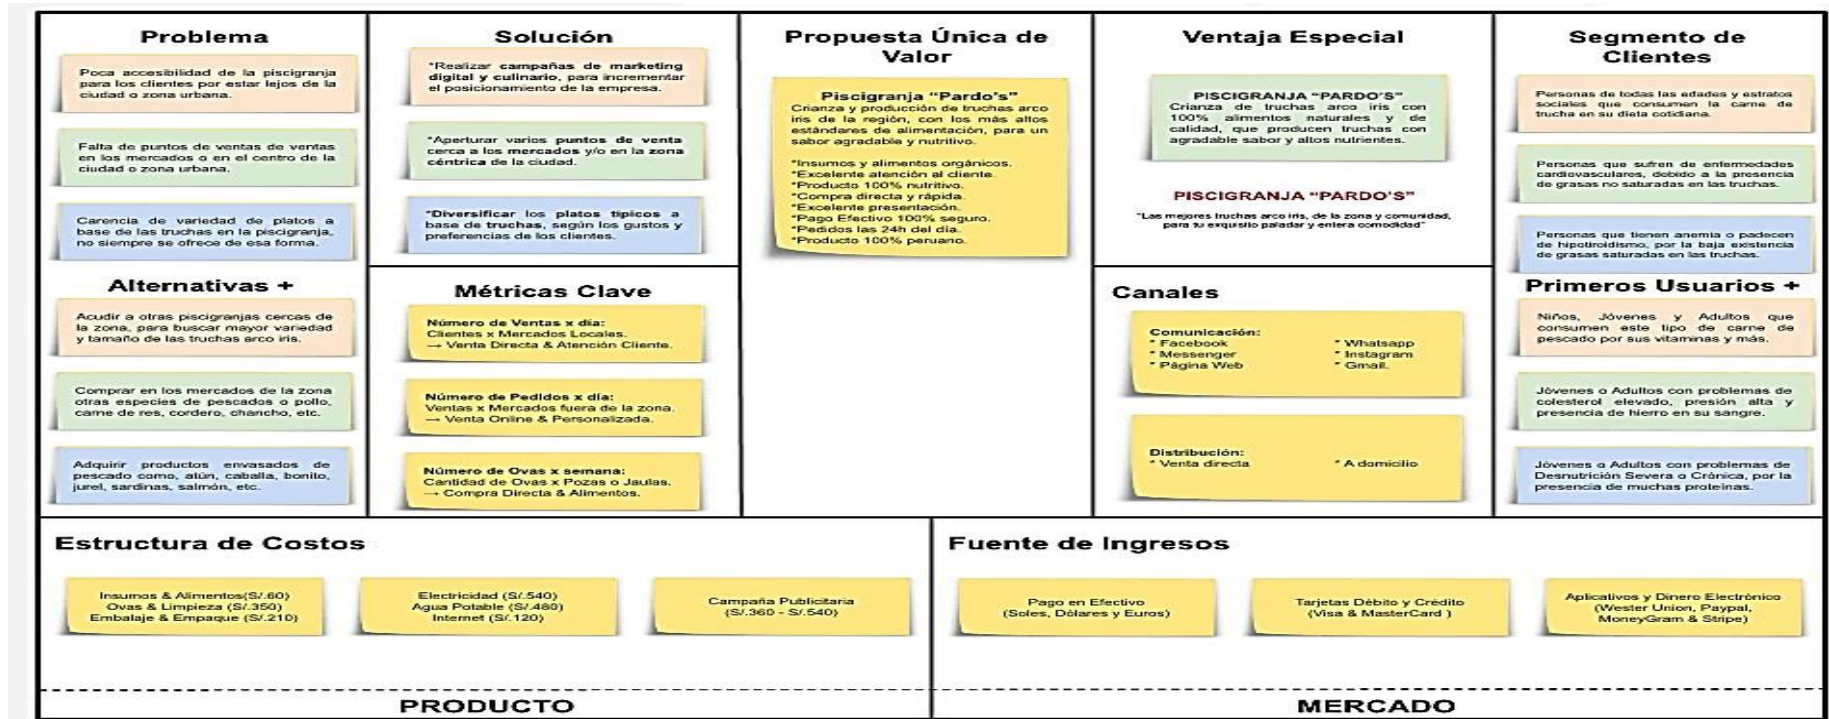 Problema
Poca accesibilidad de la piscigranja
para los clientes por estar lejos de la
ciudad o zona urbana.
Falta de puntos de ventas de ventas
en los mercados o en el centro de la
ciudad o zona urbana.
Carencia de variedad de platos a
base de las truchas en la piscigranja,
no siempre se ofrece de esa forma.
Alternativas +
Acudir a otras piscigranjas cercas de
la zona, para buscar mayor variedad
y tamaño de las truchas arco iris.
Comprar en los mercados de la zona
otras especies de pescados o pollo,
carne de res, cordero, chancho, etc.
Adquirir productos envasados de
pescado como, atún, caballa, bonito,
jurel, sardinas, salmón, etc.
Solución
*Realizar campañas de marketing
digital y culinario, para incrementar
el posicionamiento de la empresa.
*Aperturar varios puntos de venta
cerca a los mercados y/o en la zona
céntrica de la ciudad.
*Diversificar los platos típicos a
base de truchas, según los gustos y
preferencias de los clientes.
Métricas Clave
Número de Ventas x día:
Clientes x Mercados Locales.
→ Venta Directa & Atención Cliente.
Número de Pedidos x día:
Ventas x Mercados fuera de la zona.
→ Venta Online & Personalizada.
Número de Ovas x semana:
Cantidad de Ovas x Pozas o Jaulas.
→ Compra Directa & Alimentos.
Propuesta Única de
Valor
Piscigranja "Pardo's"
Crianza y producción de truchas arco
iris de la región, con los más altos
estándares de alimentación, para un
sabor agradable y nutritivo.
*Insumos y alimentos orgánicos.
*Excelente atención al cliente.
*Producto 100% nutritivo.
*Compra directa y rápida.
*Excelente presentación.
*Pago Efectivo 100% seguro.
*Pedidos las 24h del día.
*Producto 100% peruano.
Ventaja Especial
PISCIGRANJA "PARDO'S"
Crianza de truchas arco iris con
100% alimentos naturales y de
calidad, que producen truchas con
agradable sabor y altos nutrientes.
PISCIGRANJA "PARDO'S"
"Las mejores truchas arco iris, de la zona y comunidad,
para tu exquisito paladar y entera comodidad"
Canales
Comunicación:
* Facebook
* Messenger
* Página Web
* Whatsapp
* Instagram
* Gmail.
Distribución:
* Venta directa
* A domicilio
Segmento de
Clientes
Personas de todas las edades y estratos
sociales que consumen la carne de
trucha en su dieta cotidiana.
Personas que sufren de enfermedades
cardiovasculares, debido a la presencia
de grasas no saturadas en las truchas.
Personas que tienen anemia o padecen
de hipotiroidismo, por la baja existencia
de grasas saturadas en las truchas.
Primeros Usuarios +
Niños, Jóvenes y Adultos que
consumen este tipo de carne de
pescado por sus vitaminas y más.
Jóvenes o Adultos con problemas de
colesterol elevado, presión alta y
presencia de hierro en su sangre.
Jóvenes o Adultos con problemas de
Desnutrición Severa o Crónica, por la
presencia de muchas proteínas.
Estructura de Costos
Insumos & Alimentos(S/.60)
Ovas & Limpieza (S/.350)
Embalaje & Empaque (S/.210)
Electricidad (S/.540)
Agua Potable (S/.480)
Internet (S/.120)
Campaña Publicitaria
(S/.360 - S/.540)
Fuente de Ingresos
Pago en Efectivo
(Soles, Dólares y Euros)
Tarjetas Débito y Crédito
(Visa & MasterCard )
Aplicativos y Dinero Electrónico
(Wester Union, Paypal,
MoneyGram & Stripe)
PRODUCTO
MERCADO